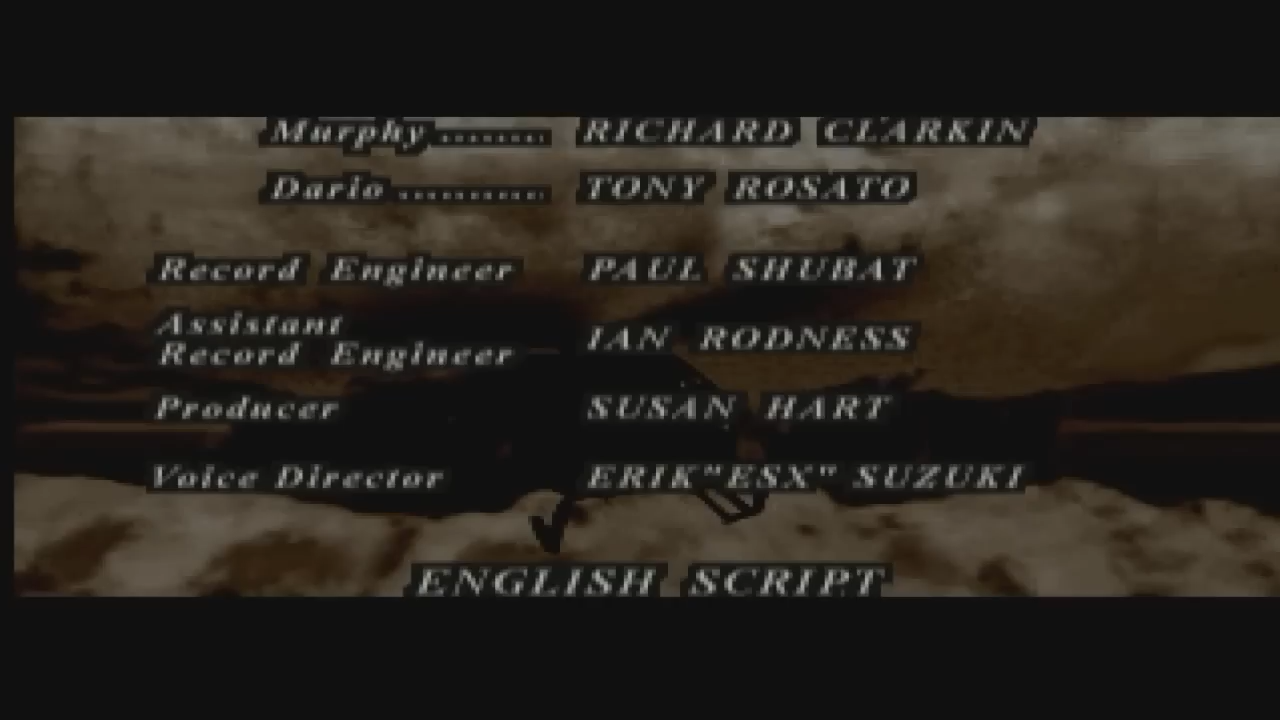 Murphy ........ RICHARD CLARKIN
Dario ........... TONY ROSATO
Record Engineer PAUL SHUBAT
Assistant
Record Engineer IAN RODNESS
Producer SUSAN HART
Voice Director ERIK"ESX" SUZUKI
ENGLISH SCRIPT